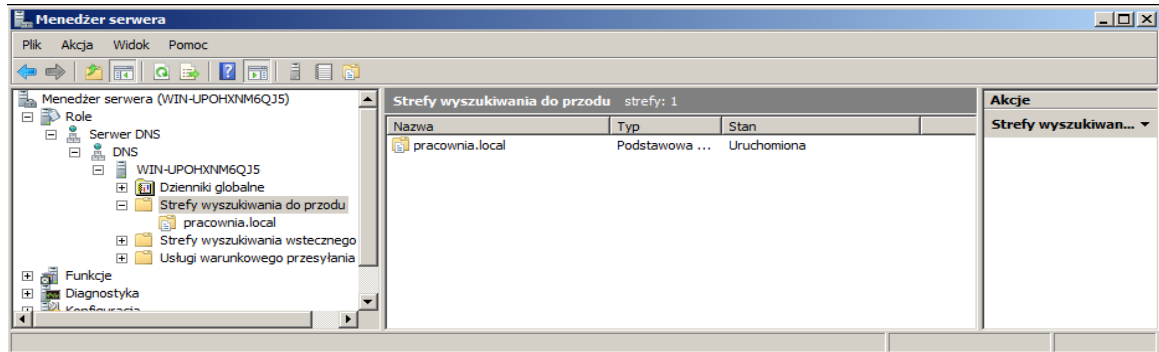 Menedżer serwera
Plik Akcja Widok Pomoc
Menedżer serwera (WIN-UPOHXNM6QJ5)
Role
Serwer DNS
DNS
WIN-UPOHXNM6QJ5
Dzienniki globalne
Strefy wyszukiwania do przodu
pracownia.local
Strefy wyszukiwania wstecznego
Usługi warunkowego przesyłania
Funkcje
Diagnostyka
Konfiguracja
Strefy wyszukiwania do przodu strefy: 1
Nazwa Typ Stan
pracownia.local Podstawowa ... Uruchomiona
Akcje
Strefy wyszukiwan...